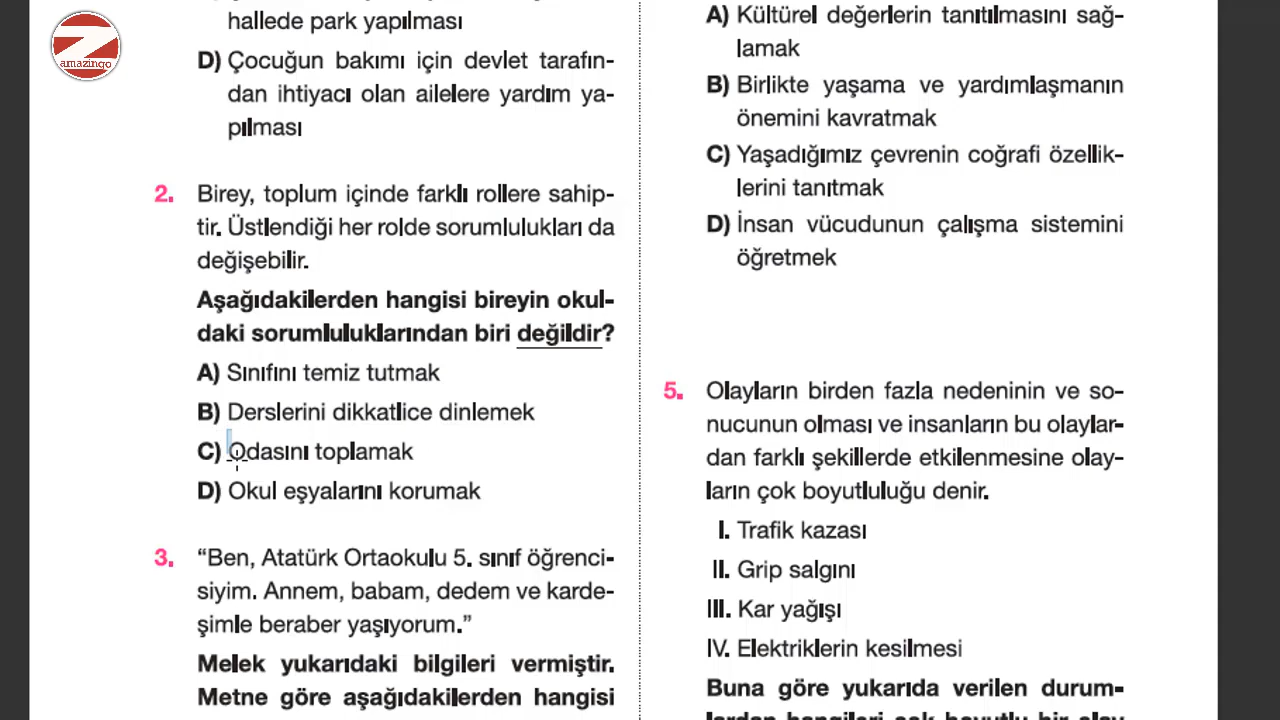 amazingo
hallede park yapılması
D) Çocuğun bakımı için devlet tarafın-
dan ihtiyacı olan ailelere yardım ya-
pılması
2. Birey, toplum içinde farklı rollere sahip-
tir. Üstlendiği her rolde sorumlulukları da
değişebilir.
Aşağıdakilerden hangisi bireyin okul-
daki sorumluluklarından biri değildir?
A) Sınıfını temiz tutmak
B) Derslerini dikkatlice dinlemek
C) Odasını toplamak
D) Okul eşyalarını korumak
3. “Ben, Atatürk Ortaokulu 5. sınıf öğrenci-
siyim. Annem, babam, dedem ve karde-
şimle beraber yaşıyorum.”
Melek yukarıdaki bilgileri vermiştir.
Metne göre aşağıdakilerden hangisi
A) Kültürel değerlerin tanıtılmasını sağ-
lamak
B) Birlikte yaşama ve yardımlaşmanın
önemini kavratmak
C) Yaşadığımız çevrenin coğrafi özellik-
lerini tanıtmak
D) İnsan vücudunun çalışma sistemini
öğretmek
5. Olayların birden fazla nedeninin ve so-
nucunun olması ve insanların bu olaylar-
dan farklı şekillerde etkilenmesine olay-
ların çok boyutluluğu denir.
I. Trafik kazası
II. Grip salgını
III. Kar yağışı
IV. Elektriklerin kesilmesi
Buna göre yukarıda verilen durum-
lardan hangileri çok boyutlu bir olay